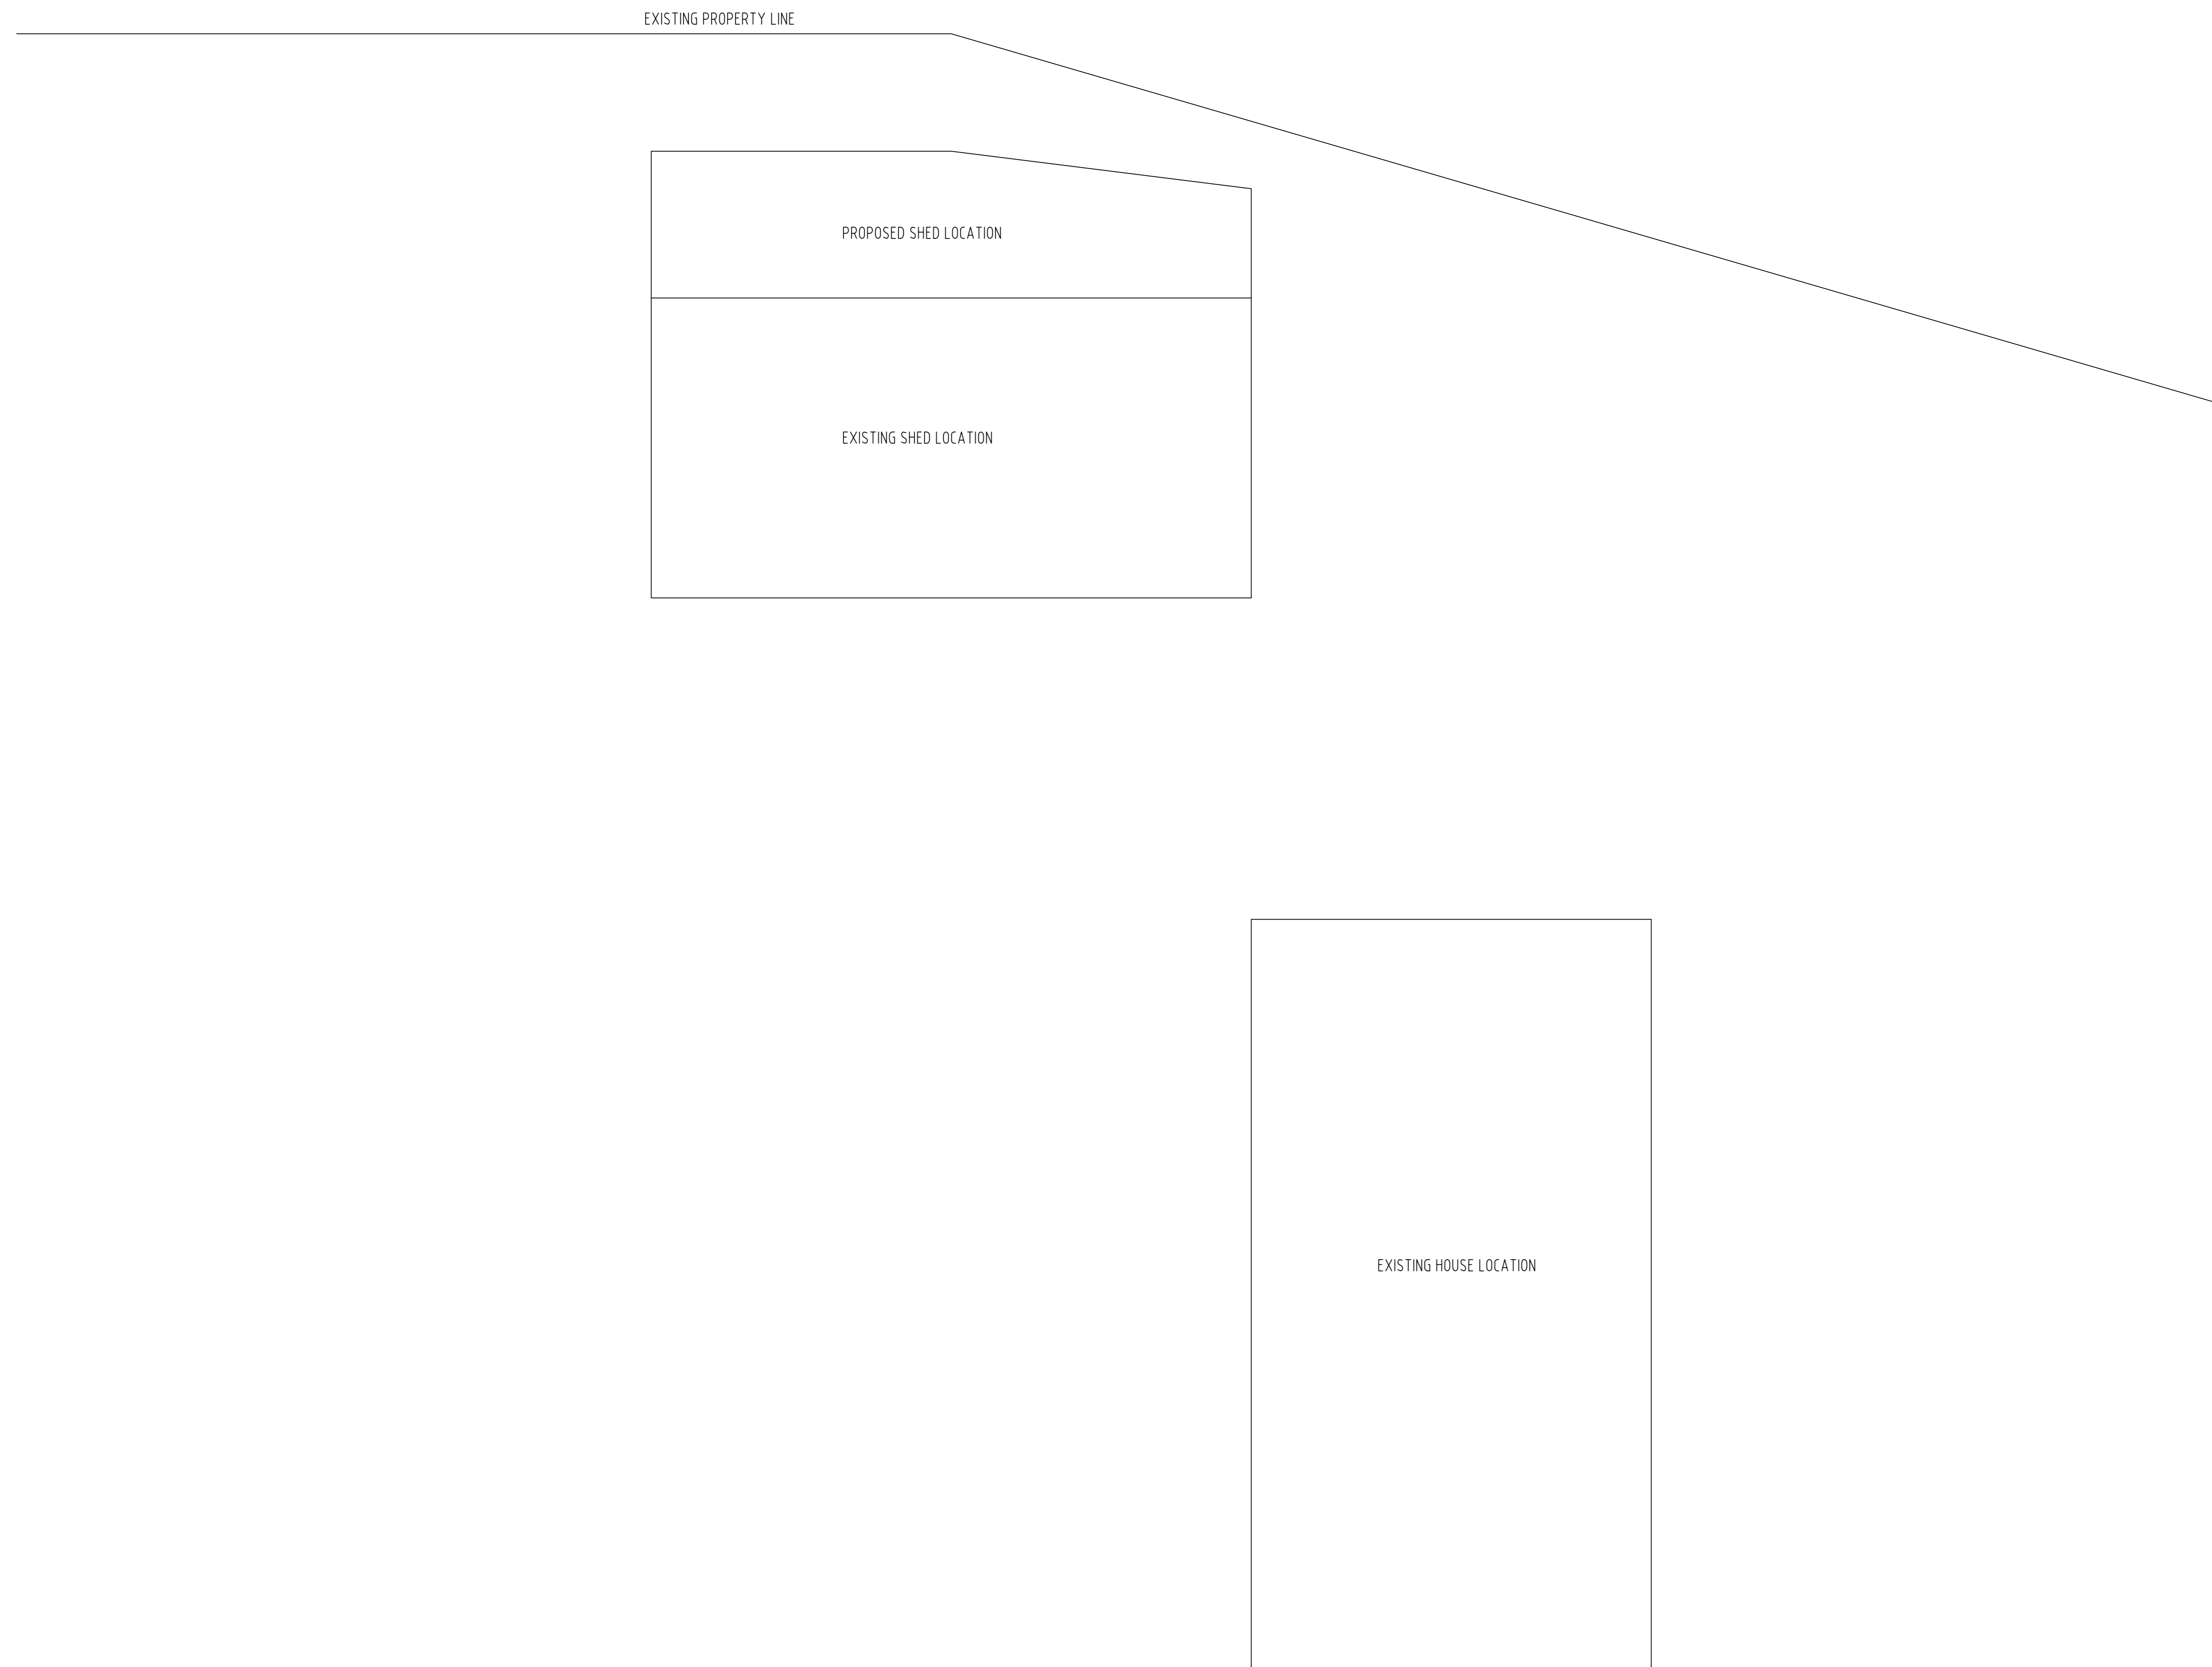 EXISTING PROPERTY LINE
PROPOSED SHED LOCATION
EXISTING SHED LOCATION
EXISTING HOUSE LOCATION